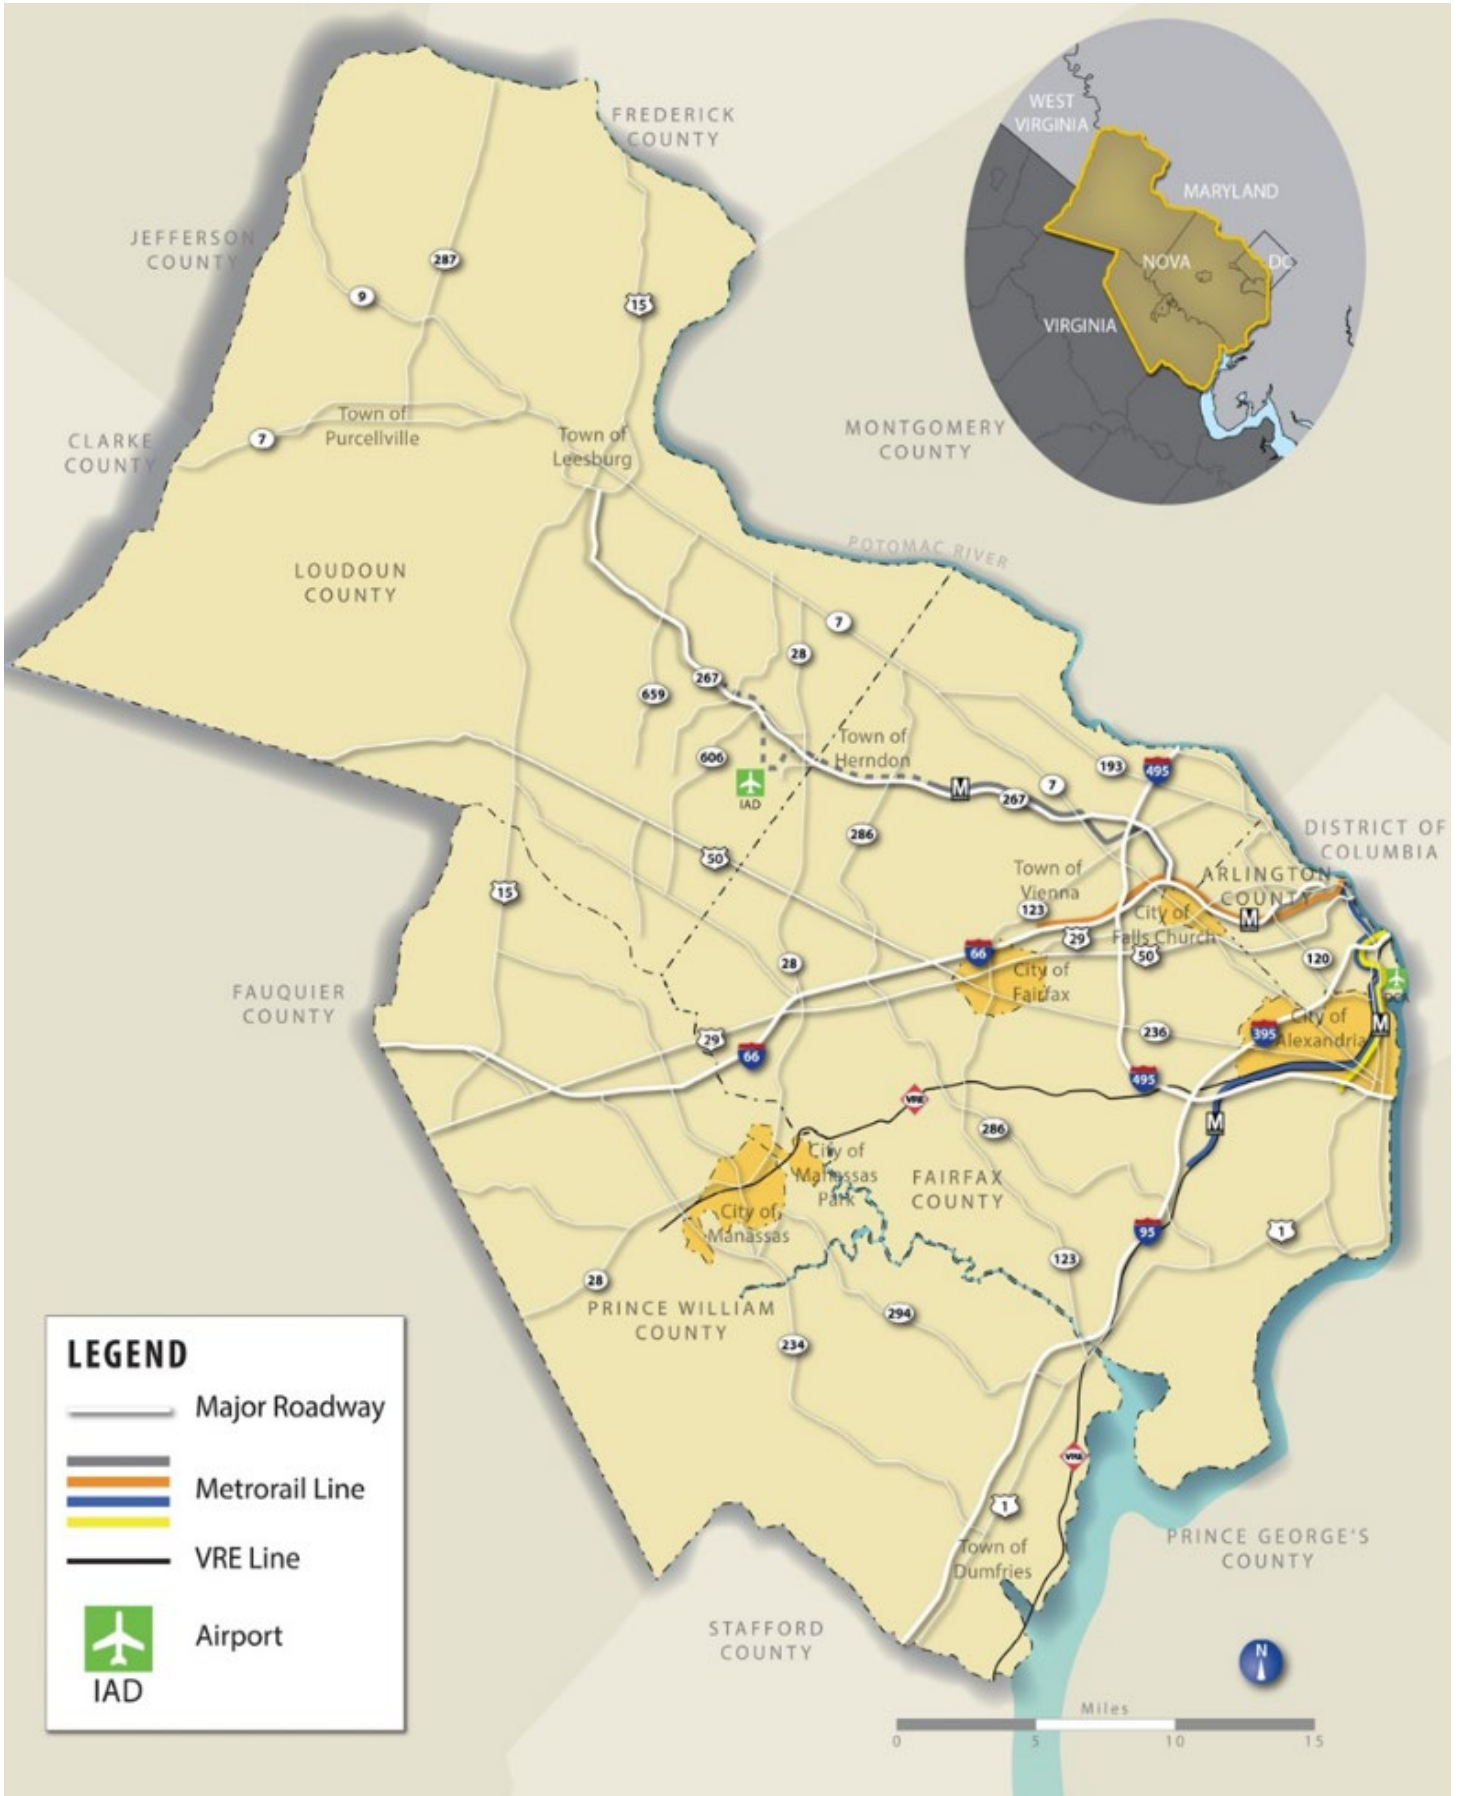 FREDERICK
COUNTY
WEST
VIRGINIA
MARYLAND
NOVA
DC
VIRGINIA
JEFFERSON
COUNTY
287
9
15
Town of
Purcellville
7
Town of
Leesburg
CLARKE
COUNTY
MONTGOMERY
COUNTY
POTOMAC RIVER
LOUDOUN
COUNTY
7
28
267
659
606
IAD
Town of
Herndon
M
267
7
193
495
286
50
15
DISTRICT OF
COLUMBIA
ARLINGTON
COUNTY
Town of
Vienna
123
City of
Falls Church
M
29
50
120
66
City of
Fairfax
28
DCA
FAUQUIER
COUNTY
29
66
236
395
City of
Alexandria
M
495
VRE
M
286
City of
Manassas
Park
FAIRFAX
COUNTY
City of
Manassas
95
1
123
28
PRINCE WILLIAM
COUNTY
294
234
VRE
1
Town of
Dumfries
PRINCE GEORGE'S
COUNTY
STAFFORD
COUNTY
LEGEND
Major Roadway
Metrorail Line
VRE Line
Airport
IAD
N
Miles
0 5 10 15